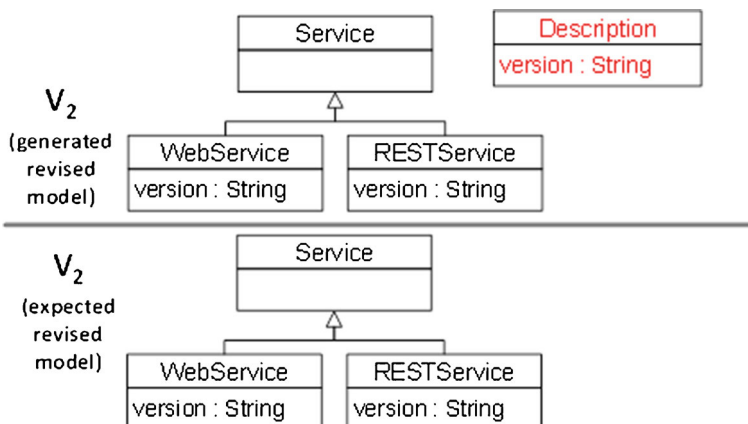 Service
Description
version : String
V2
(generated
revised
model)
WebService
RESTService
version : String
version : String
Service
V2
(expected
revised
model)
WebService
RESTService
version : String
version : String